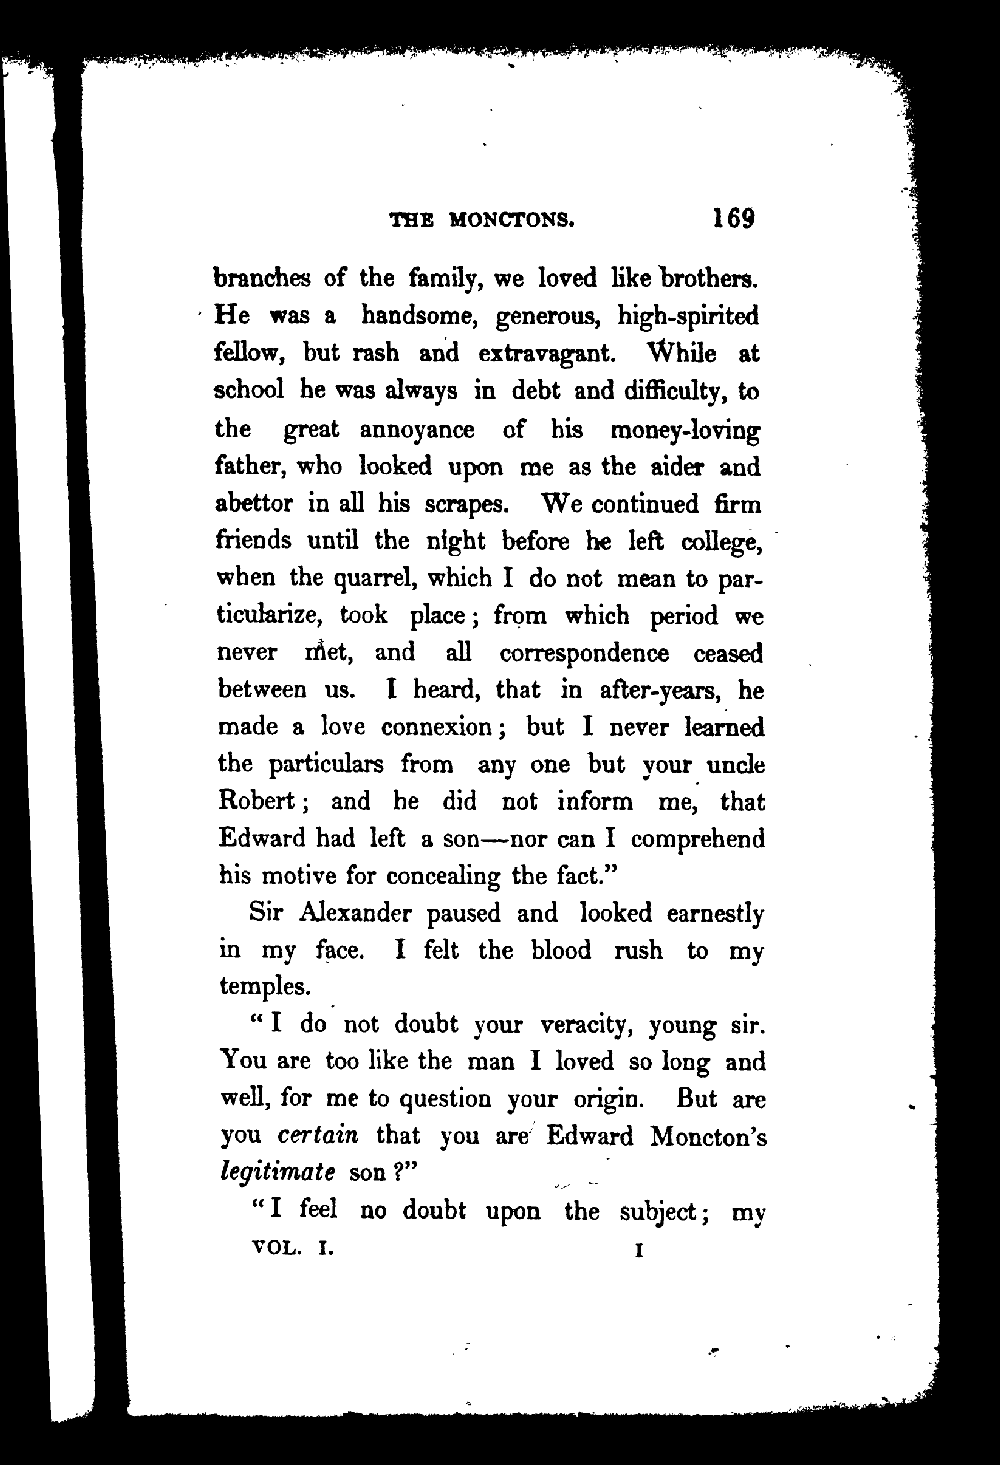 THE MONCTONS. 169
branches of the family, we loved like brothers.
He was a handsome, generous, high-spirited
fellow, but rash and extravagant. While at
school he was always in debt and difficulty, to
the great annoyance of his money-loving
father, who looked upon me as the aider and
abettor in all his scrapes. We continued firm
friends until the night before he left college,
when the quarrel, which I do not mean to par-
ticularize, took place; from which period we
never met, and all correspondence ceased
between us. I heard, that in after-years, he
made a love connexion; but I never learned
the particulars from any one but your uncle
Robert; and he did not inform me, that
Edward had left a son—nor can I comprehend
his motive for concealing the fact.”
Sir Alexander paused and looked earnestly
in my face. I felt the blood rush to my
temples.
“I do not doubt your veracity, young sir.
You are too like the man I loved so long and
well, for me to question your origin. But are
you certain that you are Edward Moncton’s
legitimate son?”
“I feel no doubt upon the subject; my
VOL. I. I